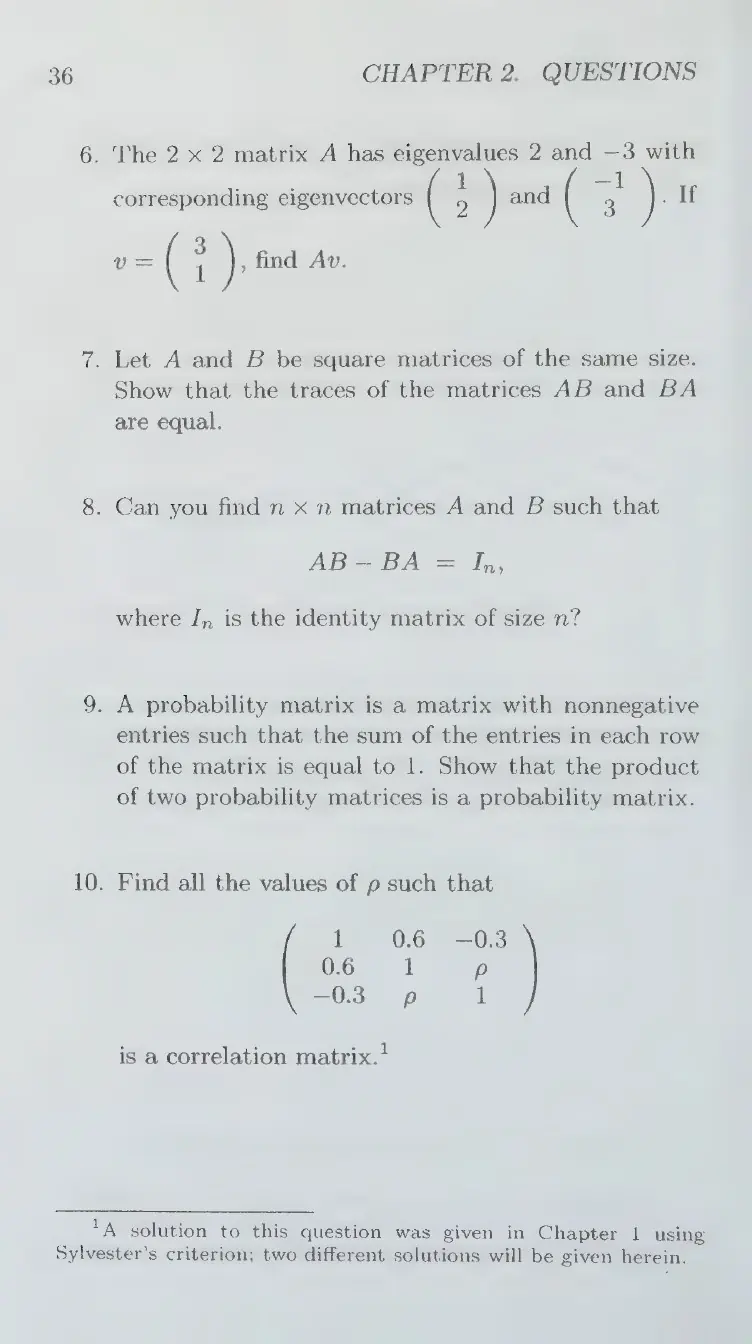 36 CHAPTER 2. QUESTIONS
6. The 2 × 2 matrix A has eigenvalues 2 and −3 with
corresponding eigenvectors ( 1 2 ) and ( −1 3 ). If
v = ( 3 1 ), find Av.
7. Let A and B be square matrices of the same size.
Show that the traces of the matrices AB and BA
are equal.
8. Can you find n × n matrices A and B such that
AB − BA = Iₙ,
where Iₙ is the identity matrix of size n?
9. A probability matrix is a matrix with nonnegative
entries such that the sum of the entries in each row
of the matrix is equal to 1. Show that the product
of two probability matrices is a probability matrix.
10. Find all the values of ρ such that
1 0.6 −0.3
0.6 1 ρ
−0.3 ρ 1
is a correlation matrix.¹
¹A solution to this question was given in Chapter 1 using
Sylvester's criterion; two different solutions will be given herein.